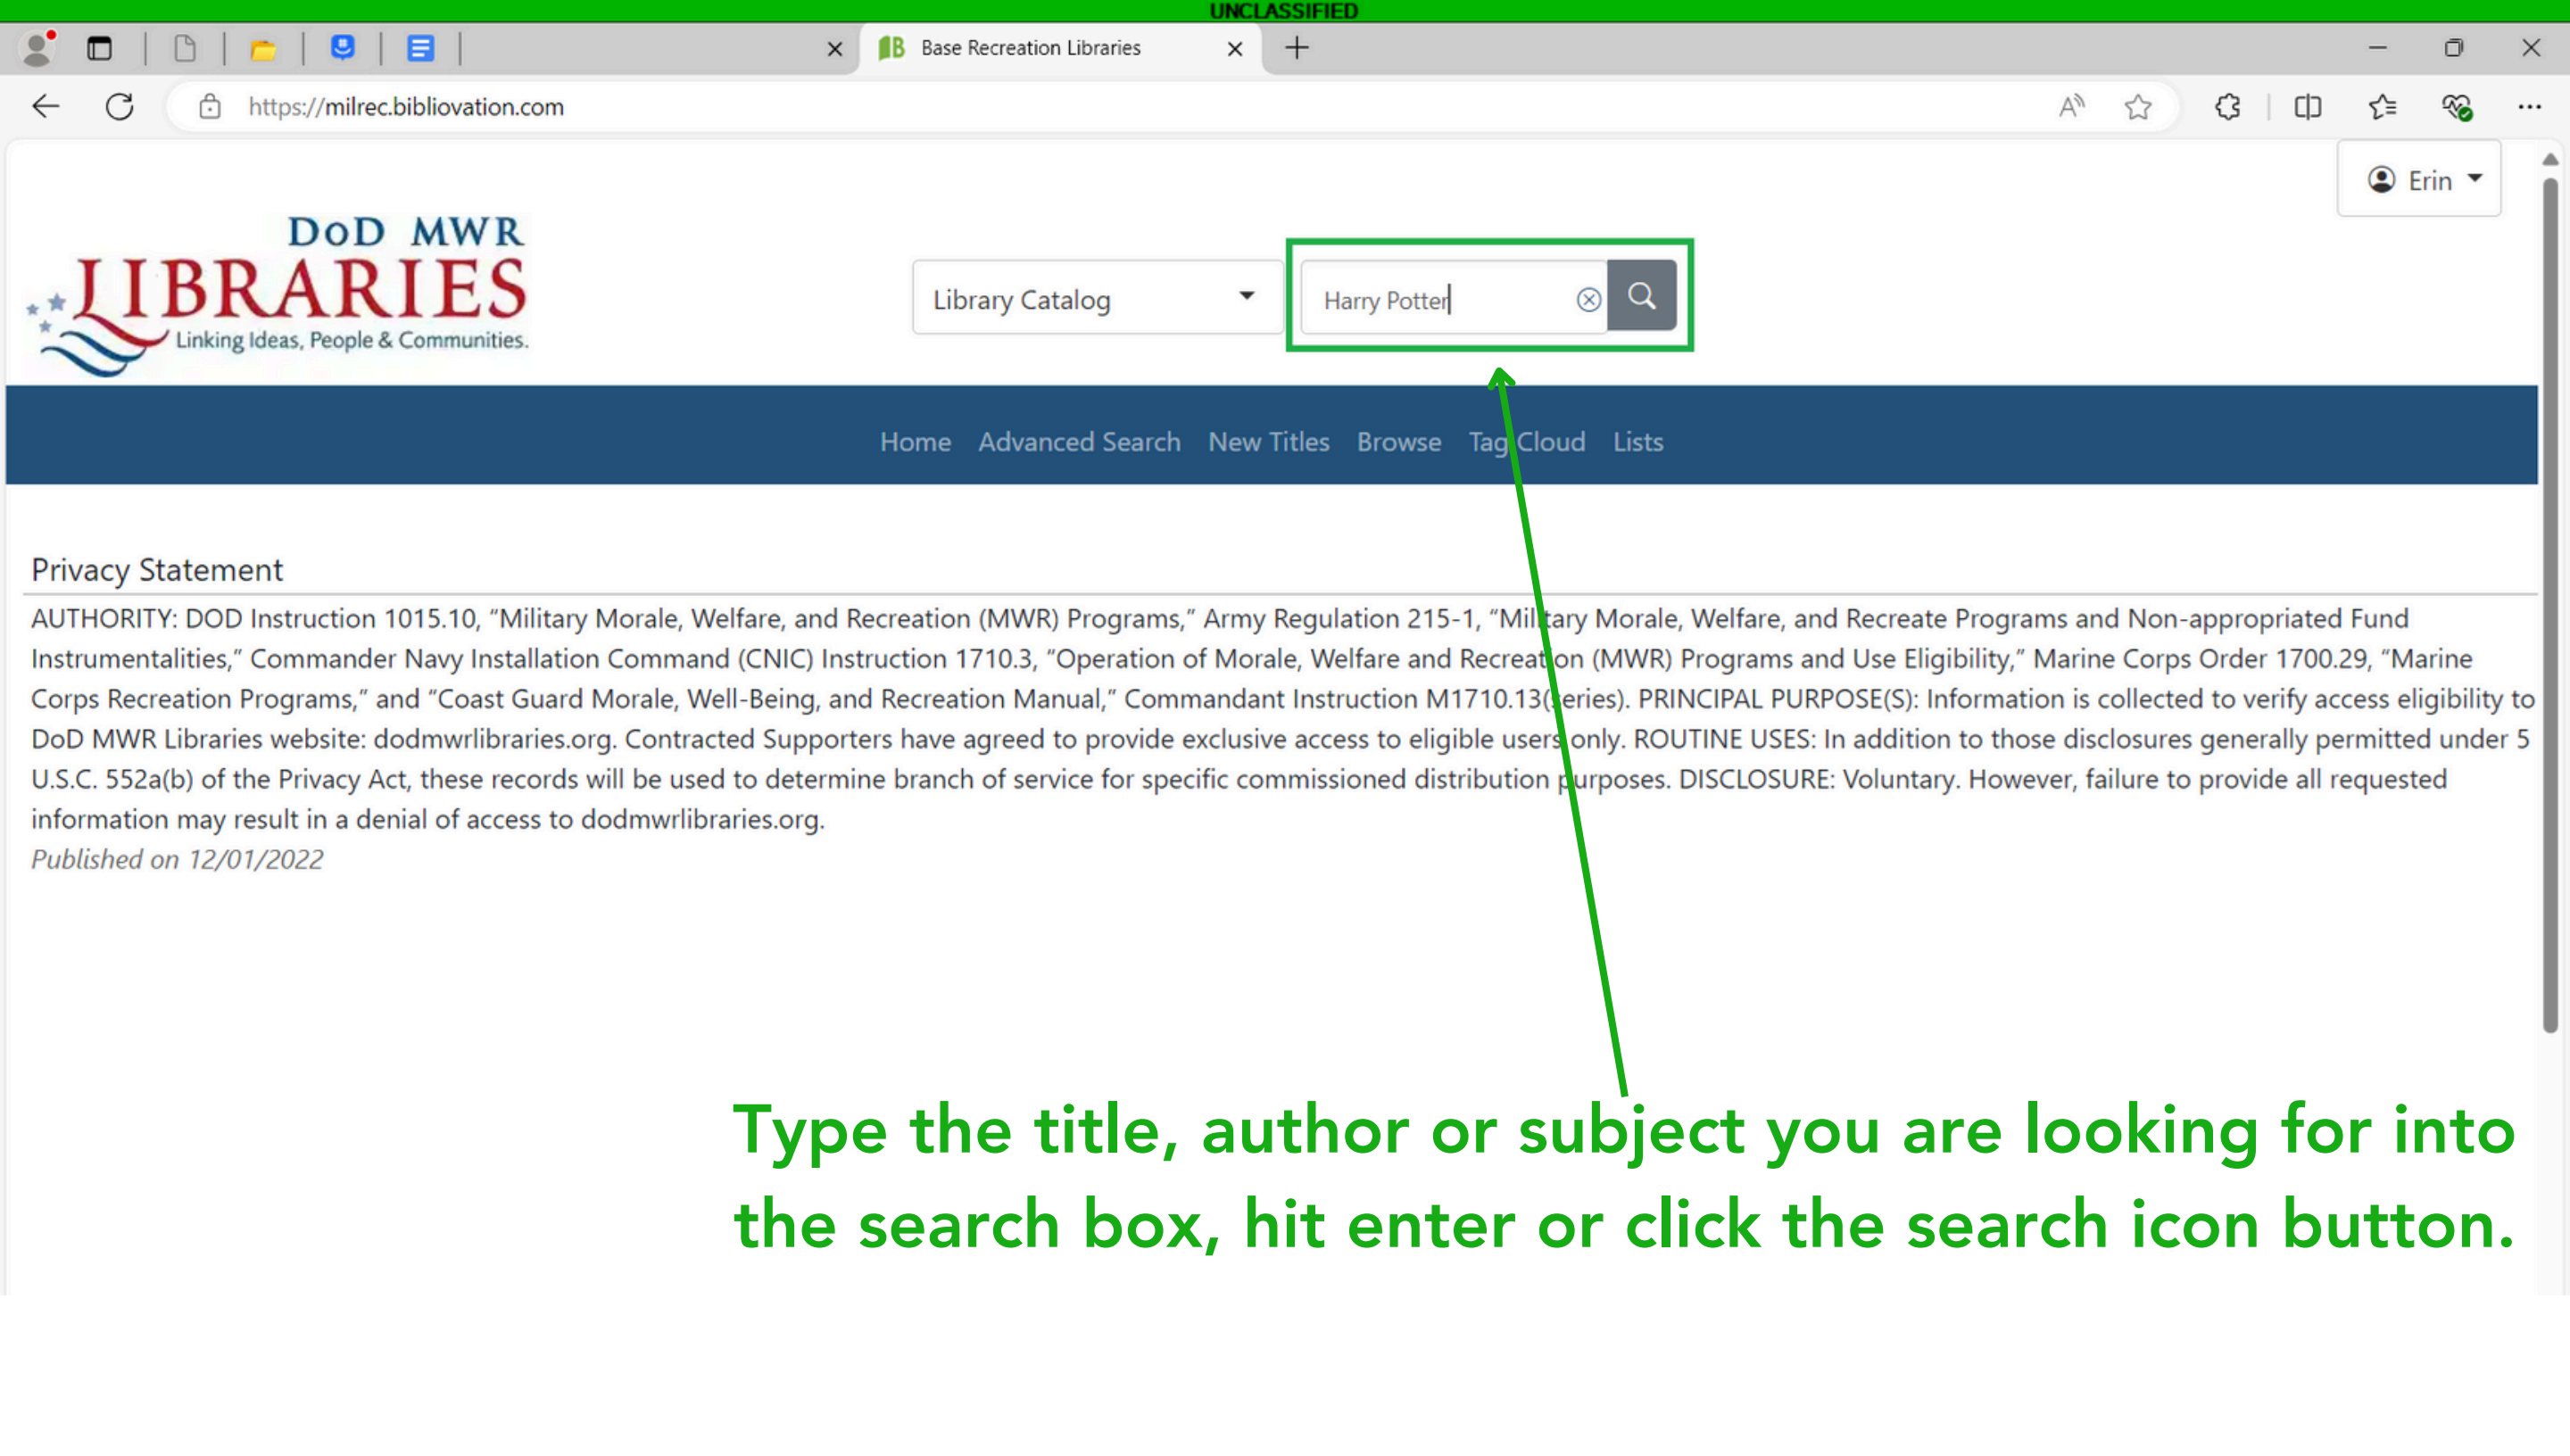 UNCLASSIFIED
Base Recreation Libraries
https://milrec.bibliovation.com
Erin
DoD MWR
LIBRARIES
Linking Ideas, People & Communities.
Library Catalog
Harry Potter
Home Advanced Search New Titles Browse Tag Cloud Lists
Privacy Statement
AUTHORITY: DOD Instruction 1015.10, “Military Morale, Welfare, and Recreation (MWR) Programs,” Army Regulation 215-1, “Military Morale, Welfare, and Recreate Programs and Non-appropriated Fund
Instrumentalities,” Commander Navy Installation Command (CNIC) Instruction 1710.3, “Operation of Morale, Welfare and Recreation (MWR) Programs and Use Eligibility,” Marine Corps Order 1700.29, “Marine
Corps Recreation Programs,” and “Coast Guard Morale, Well-Being, and Recreation Manual,” Commandant Instruction M1710.13(series). PRINCIPAL PURPOSE(S): Information is collected to verify access eligibility to
DoD MWR Libraries website: dodmwrlibraries.org. Contracted Supporters have agreed to provide exclusive access to eligible users only. ROUTINE USES: In addition to those disclosures generally permitted under 5
U.S.C. 552a(b) of the Privacy Act, these records will be used to determine branch of service for specific commissioned distribution purposes. DISCLOSURE: Voluntary. However, failure to provide all requested
information may result in a denial of access to dodmwrlibraries.org.
Published on 12/01/2022
Type the title, author or subject you are looking for into
the search box, hit enter or click the search icon button.